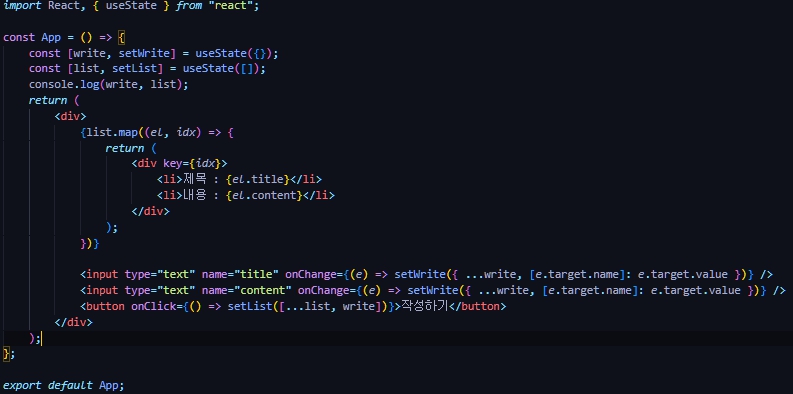 import React, { useState } from "react";

const App = () => {
    const [write, setWrite] = useState({});
    const [list, setList] = useState([]);
    console.log(write, list);
    return (
        <div>
            {list.map((el, idx) => {
                return (
                    <div key={idx}>
                        <li>제목 : {el.title}</li>
                        <li>내용 : {el.content}</li>
                    </div>
                );
            })}

            <input type="text" name="title" onChange={(e) => setWrite({ ...write, [e.target.name]: e.target.value })} />
            <input type="text" name="content" onChange={(e) => setWrite({ ...write, [e.target.name]: e.target.value })} />
            <button onClick={() => setList([...list, write])}>작성하기</button>
        </div>
    );
};

export default App;